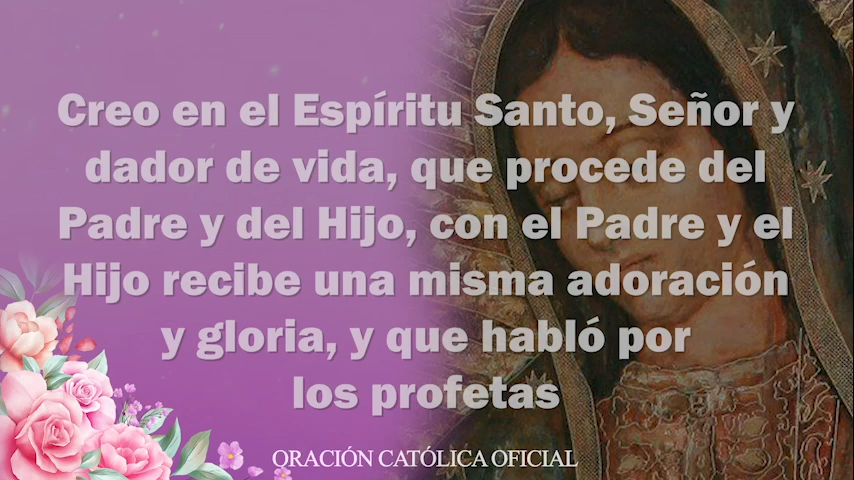 Creo en el Espíritu Santo, Señor y
dador de vida, que procede del
Padre y del Hijo, con el Padre y el
Hijo recibe una misma adoración
y gloria, y que habló por
los profetas
ORACIÓN CATÓLICA OFICIAL